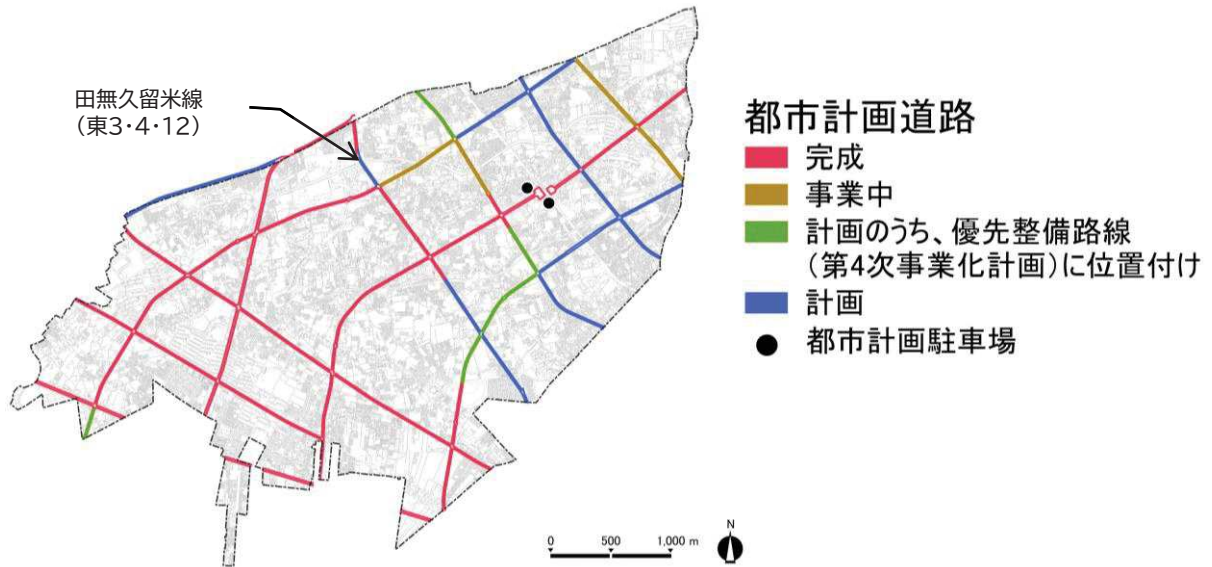 田無久留米線
（東3・4・12）
都市計画道路
完成
事業中
計画のうち、優先整備路線
（第4次事業化計画）に位置付け
計画
都市計画駐車場
0 500 1,000 m
N